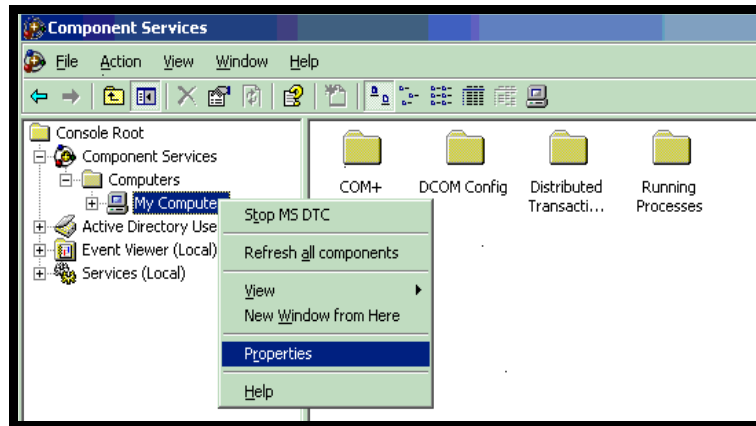 Component Services
File Action View Window Help
Console Root
Component Services
Computers
My Compute
Active Directory Use
Event Viewer (Local)
Services (Local)
COM+
DCOM Config
Distributed
Transacti...
Running
Processes
Stop MS DTC
Refresh all components
View
New Window from Here
Properties
Help